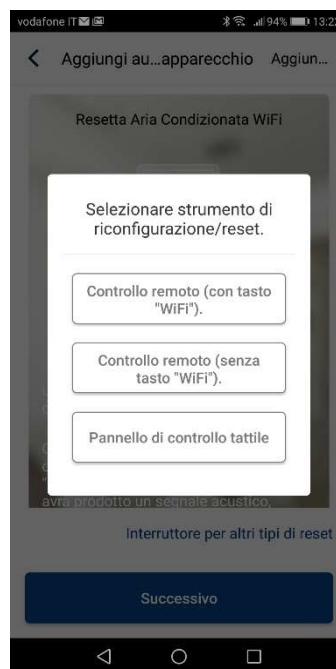 vodafone IT 94% 13:22
Aggiungi au...apparecchio Aggiun...
Resetta Aria Condizionata WiFi
Selezionare strumento di
riconfigurazione/reset.
Controllo remoto (con tasto
"WiFi").
Controllo remoto (senza
tasto "WiFi").
Pannello di controllo tattile
avrà prodotto un segnale acustico,
Interruttore per altri tipi di reset
Successivo